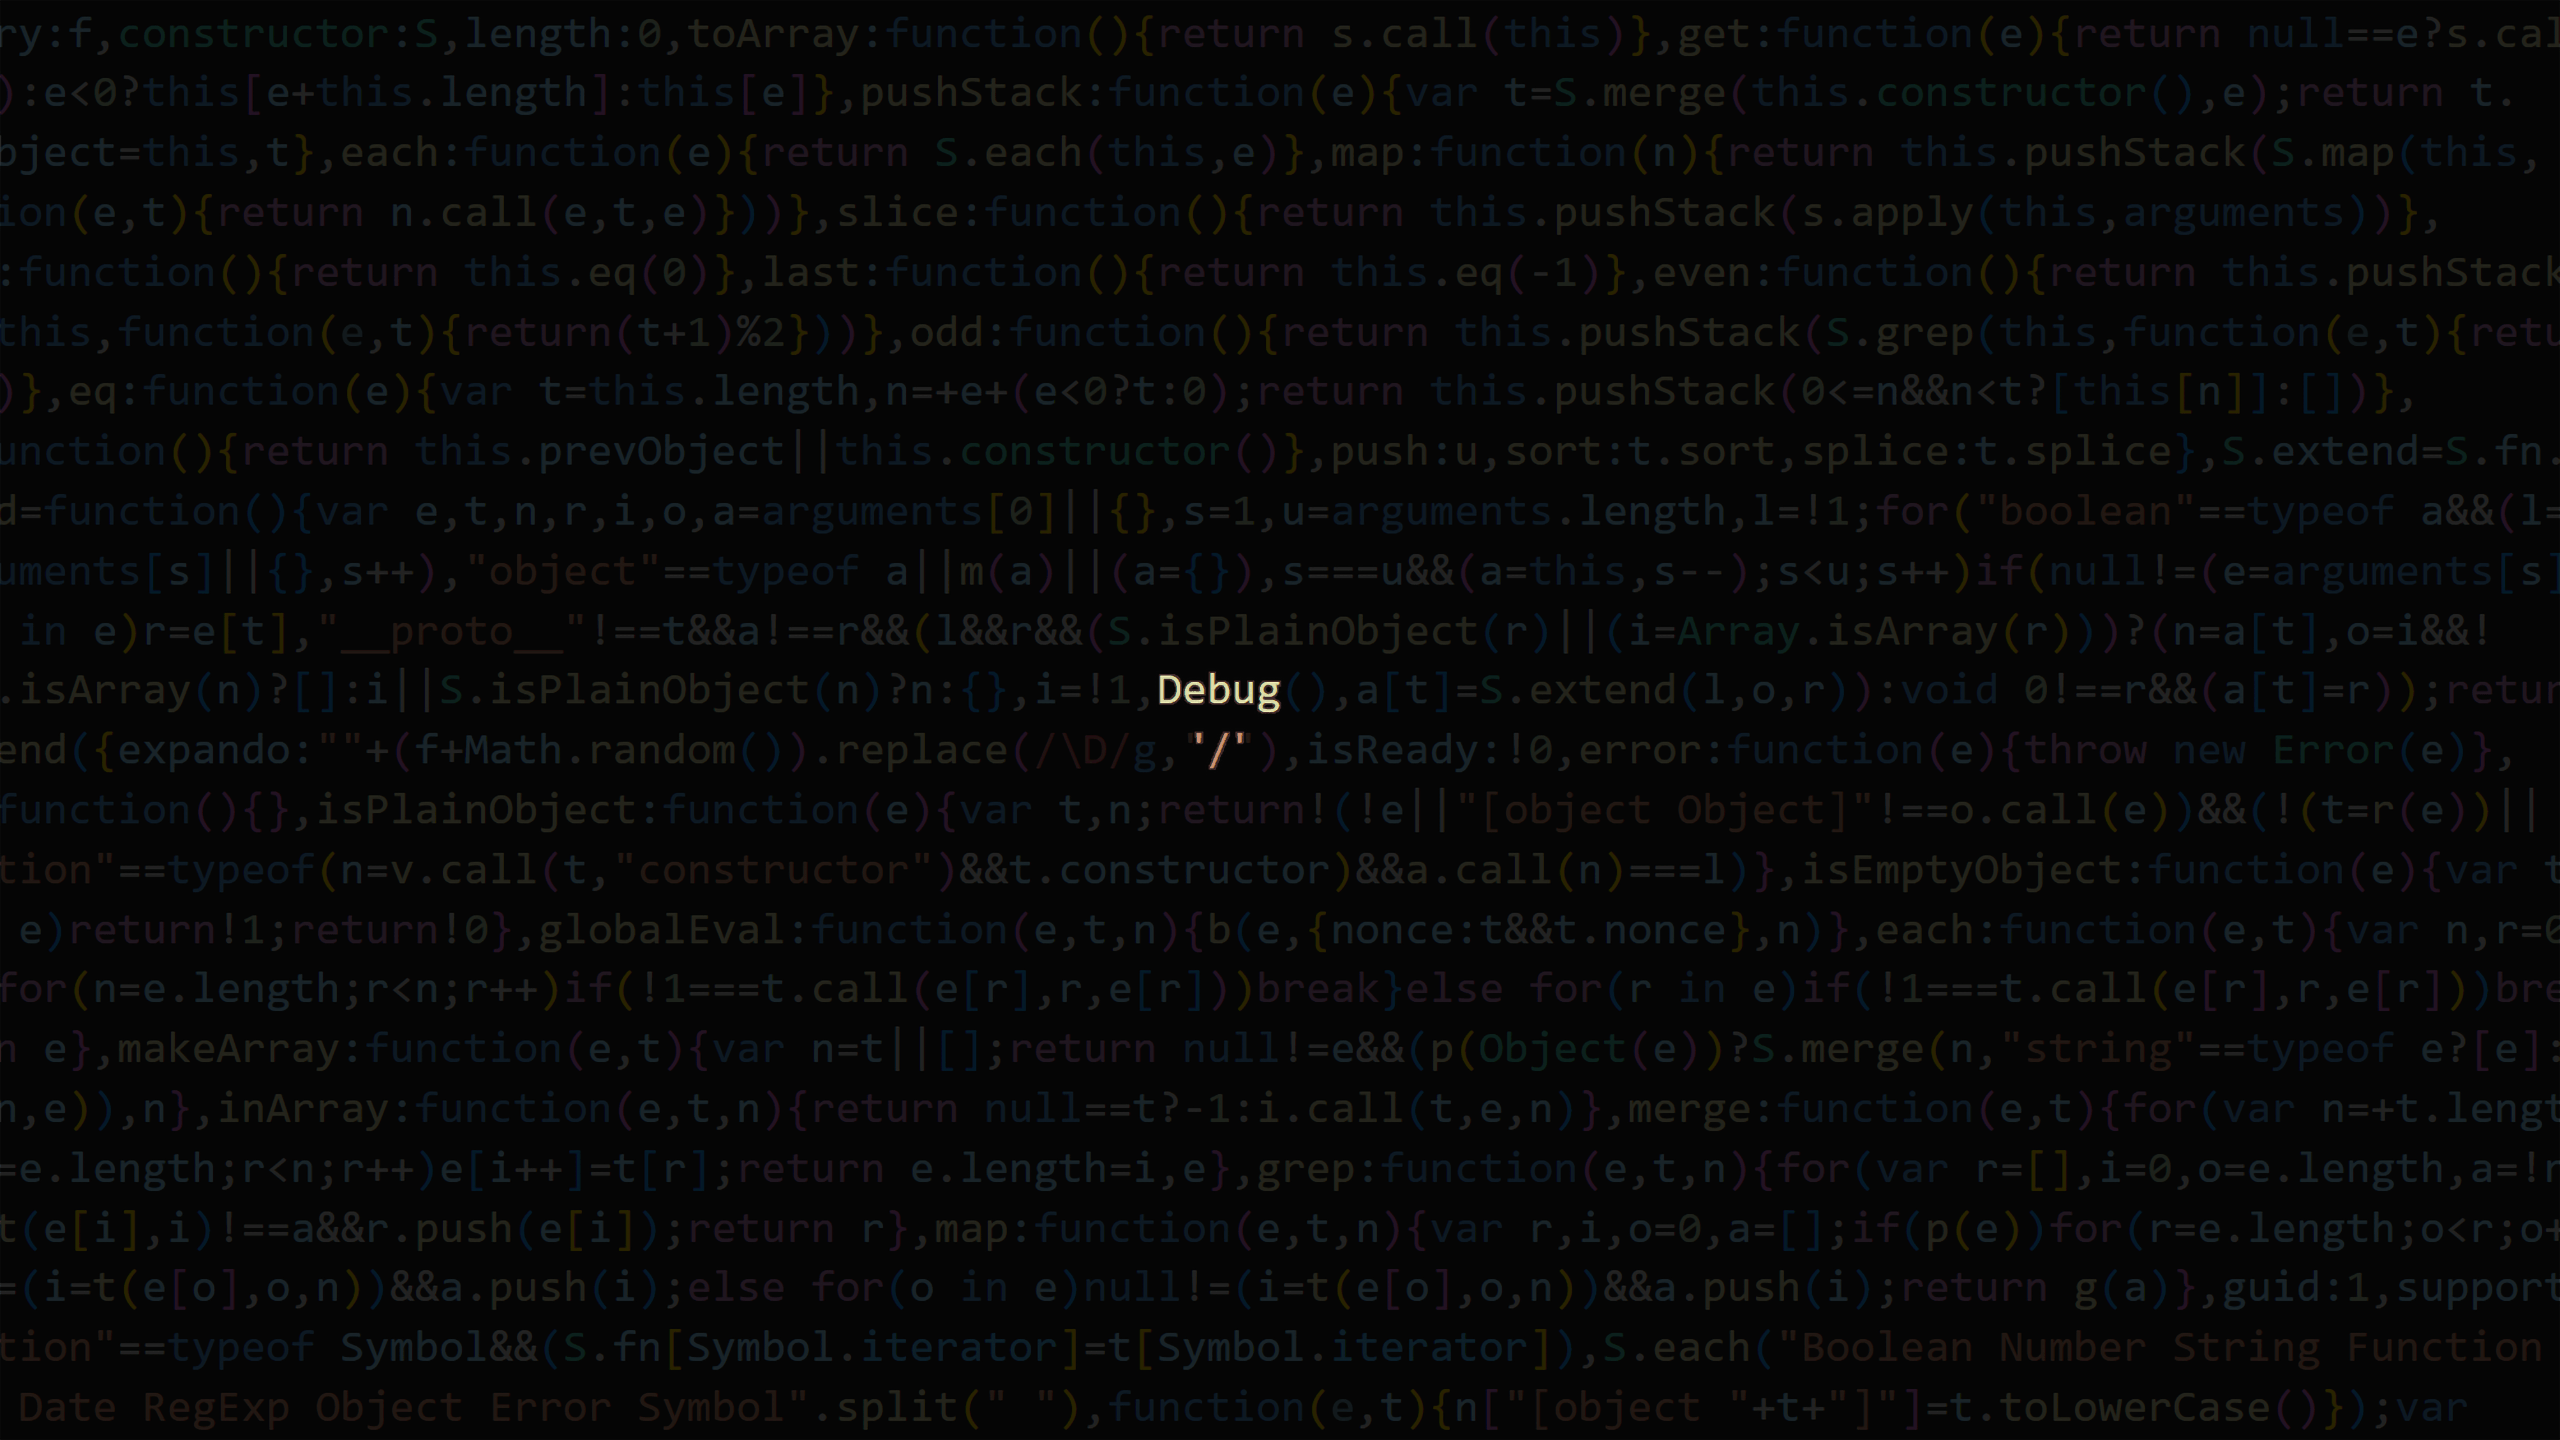 ry:f,constructor:S,length:0,toArray:function(){return s.call(this)},get:function(e){return null==e?s.cal
):e<0?this[e+this.length]:this[e]},pushStack:function(e){var t=S.merge(this.constructor(),e);return t.
bject=this,t},each:function(e){return S.each(this,e)},map:function(n){return this.pushStack(S.map(this,
ion(e,t){return n.call(e,t,e)}))},slice:function(){return this.pushStack(s.apply(this,arguments))},
:function(){return this.eq(0)},last:function(){return this.eq(-1)},even:function(){return this.pushStack
this,function(e,t){return(t+1)%2}))},odd:function(){return this.pushStack(S.grep(this,function(e,t){retu
)},eq:function(e){var t=this.length,n=+e+(e<0?t:0);return this.pushStack(0<=n&&n<t?[this[n]]:[])},
unction(){return this.prevObject||this.constructor()},push:u,sort:t.sort,splice:t.splice},S.extend=S.fn.
d=function(){var e,t,n,r,i,o,a=arguments[0]||{},s=1,u=arguments.length,l=!1;for("boolean"==typeof a&&(l=
uments[s]||{},s++),"object"==typeof a||m(a)||(a={}),s===u&&(a=this,s--);s<u;s++)if(null!=(e=arguments[s]
in e)r=e[t],"__proto__"!==t&&a!==r&&(l&&r&&(S.isPlainObject(r)||(i=Array.isArray(r)))?(n=a[t],o=i&&!
.isArray(n)?[]:i||S.isPlainObject(n)?n:{},i=!1,Debug(),a[t]=S.extend(l,o,r)):void 0!==r&&(a[t]=r));retur
end({expando:""+(f+Math.random()).replace(/\D/g,"'/'"),isReady:!0,error:function(e){throw new Error(e)},
function(){},isPlainObject:function(e){var t,n;return!(!e||"[object Object]"!==o.call(e))&&(!(t=r(e))||
tion"==typeof(n=v.call(t,"constructor")&&t.constructor)&&a.call(n)===l)},isEmptyObject:function(e){var t
e)return!1;return!0},globalEval:function(e,t,n){b(e,{nonce:t&&t.nonce},n)},each:function(e,t){var n,r=0
for(n=e.length;r<n;r++)if(!1===t.call(e[r],r,e[r]))break}else for(r in e)if(!1===t.call(e[r],r,e[r]))bre
n e},makeArray:function(e,t){var n=t||[];return null!=e&&(p(Object(e))?S.merge(n,"string"==typeof e?[e]:
n,e)),n},inArray:function(e,t,n){return null==t?-1:i.call(t,e,n)},merge:function(e,t){for(var n=+t.lengt
=e.length;r<n;r++)e[i++]=t[r];return e.length=i,e},grep:function(e,t,n){for(var r=[],i=0,o=e.length,a=!n
t(e[i],i)!==a&&r.push(e[i]);return r},map:function(e,t,n){var r,i,o=0,a=[];if(p(e))for(r=e.length;o<r;o+
=(i=t(e[o],o,n))&&a.push(i);else for(o in e)null!=(i=t(e[o],o,n))&&a.push(i);return g(a)},guid:1,support
tion"==typeof Symbol&&(S.fn[Symbol.iterator]=t[Symbol.iterator]),S.each("Boolean Number String Function
Date RegExp Object Error Symbol".split(" "),function(e,t){n["[object "+t+"]"]=t.toLowerCase()});var